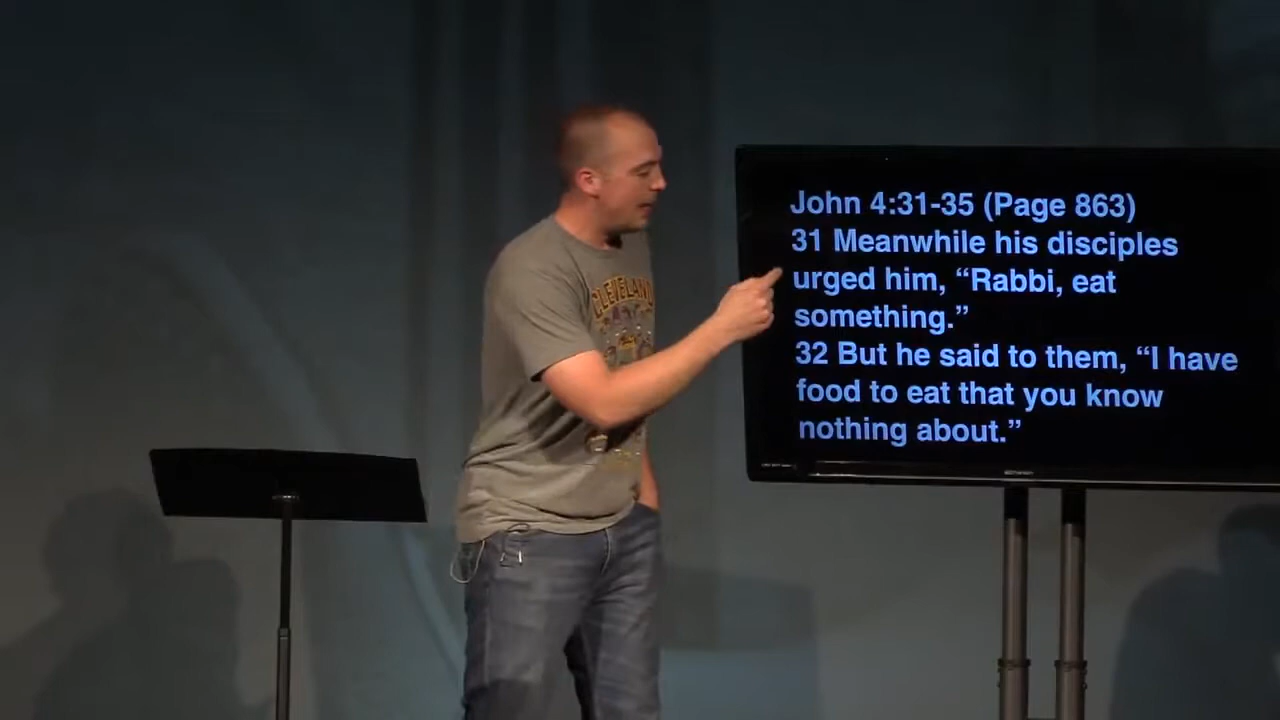 John 4:31-35 (Page 863)
31 Meanwhile his disciples
urged him, “Rabbi, eat
something.”
32 But he said to them, “I have
food to eat that you know
nothing about.”
CLEVELAND